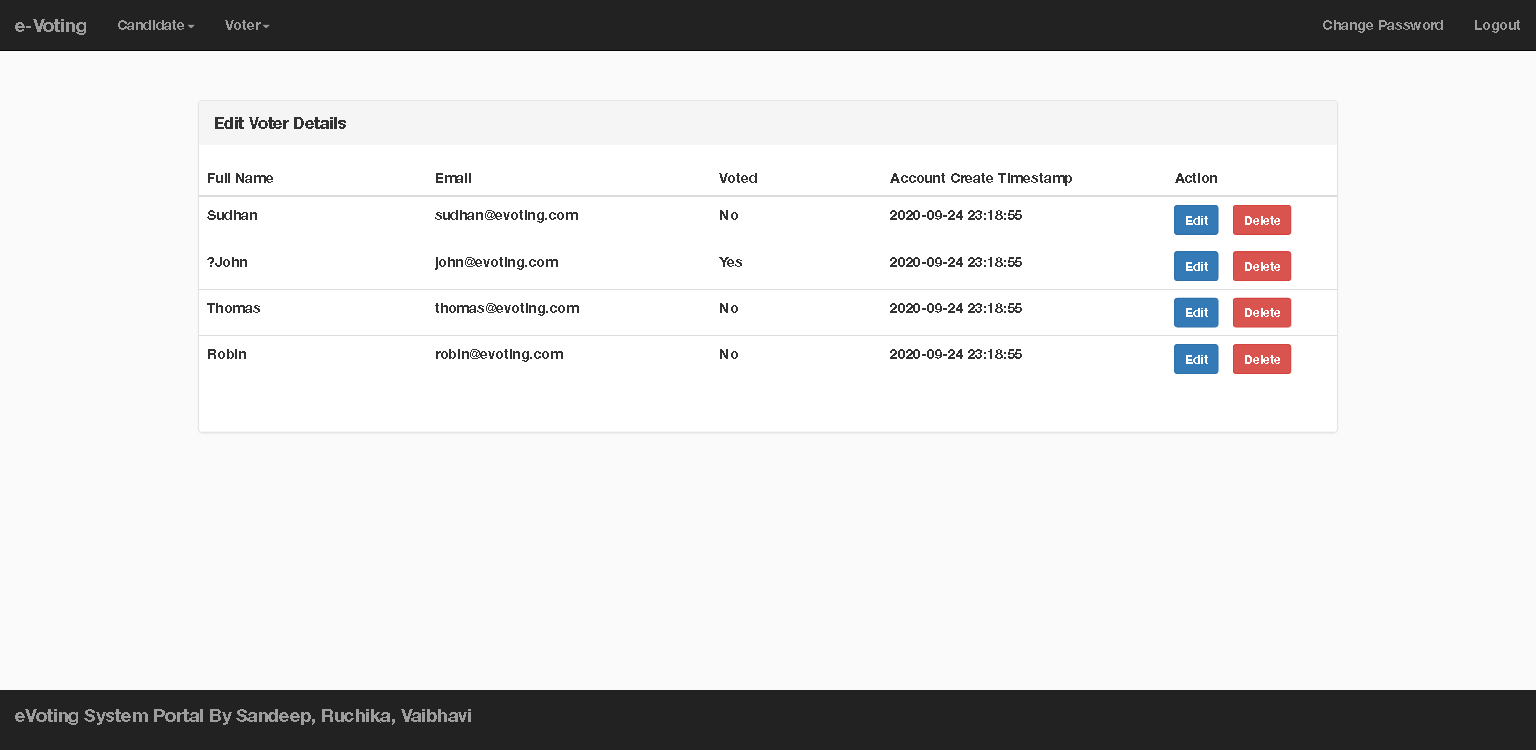 e-Voting Candidate Voter Change Password Logout
Edit Voter Details
Full Name Email Voted Account Create Timestamp Action
Sudhan sudhan@evoting.com No 2020-09-24 23:18:55 Edit Delete
?John john@evoting.com Yes 2020-09-24 23:18:55 Edit Delete
Thomas thomas@evoting.com No 2020-09-24 23:18:55 Edit Delete
Robin robin@evoting.com No 2020-09-24 23:18:55 Edit Delete
eVoting System Portal By Sandeep, Ruchika, Vaibhavi